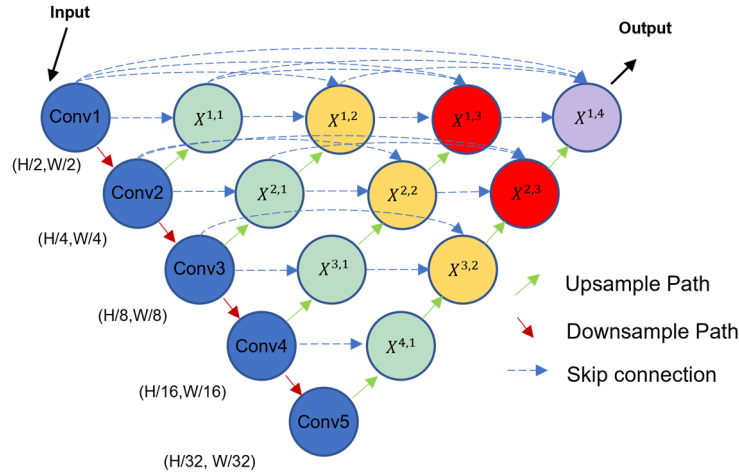 Input
Output
Conv1
X^{1,1}
X^{1,2}
X^{1,3}
X^{1,4}
(H/2,W/2)
Conv2
X^{2,1}
X^{2,2}
X^{2,3}
(H/4,W/4)
Conv3
X^{3,1}
X^{3,2}
Upsample Path
(H/8,W/8)
Downsample Path
Conv4
X^{4,1}
Skip connection
(H/16,W/16)
Conv5
(H/32, W/32)